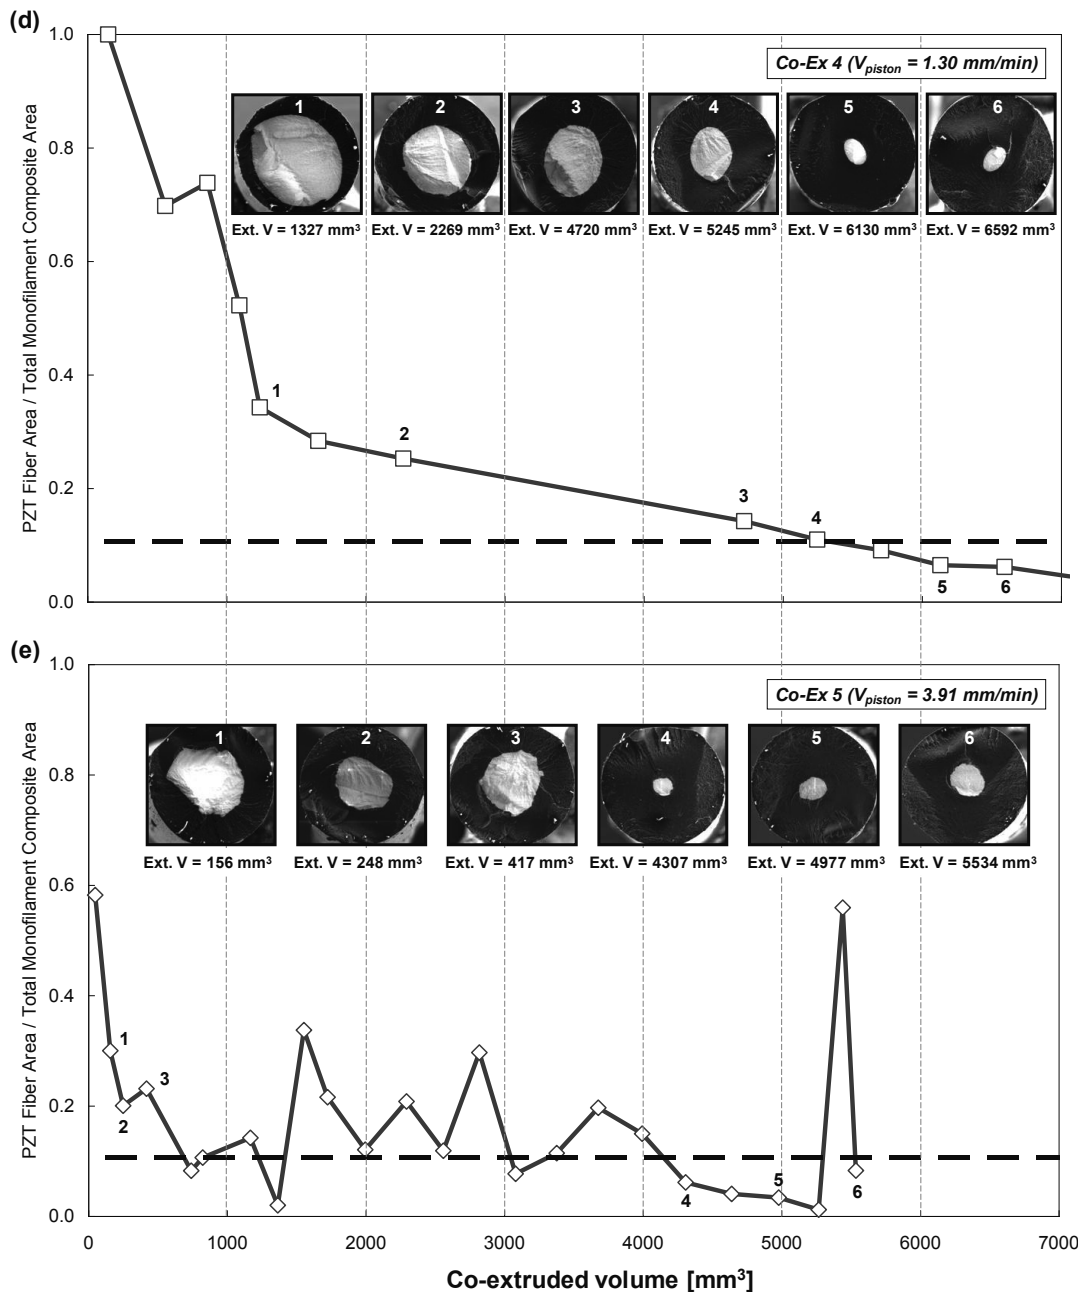 (d)
1.0
Co-Ex 4 (V_piston = 1.30 mm/min)
1 2 3 4 5 6
0.8
Ext. V = 1327 mm³ Ext. V = 2269 mm³ Ext. V = 4720 mm³ Ext. V = 5245 mm³ Ext. V = 6130 mm³ Ext. V = 6592 mm³
0.6
PZT Fiber Area / Total Monofilament Composite Area
0.4
1
2
0.2
3
4
5 6
0.0
(e)
1.0
Co-Ex 5 (V_piston = 3.91 mm/min)
1 2 3 4 5 6
0.8
Ext. V = 156 mm³ Ext. V = 248 mm³ Ext. V = 417 mm³ Ext. V = 4307 mm³ Ext. V = 4977 mm³ Ext. V = 5534 mm³
0.6
PZT Fiber Area / Total Monofilament Composite Area
0.4
1
3
0.2
2
5
4 6
0.0
0 1000 2000 3000 4000 5000 6000 7000
Co-extruded volume [mm³]